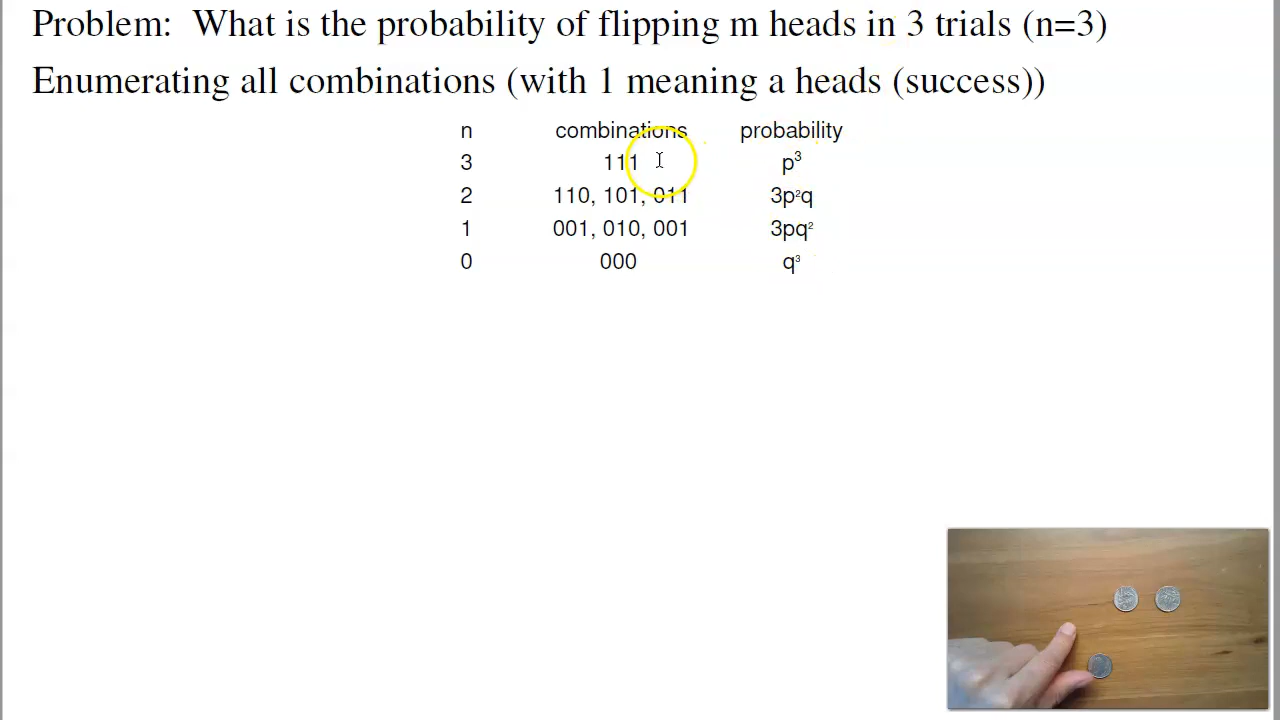 Problem:  What is the probability of flipping m heads in 3 trials (n=3)
Enumerating all combinations (with 1 meaning a heads (success))
n combinations probability
3 111 p³
2 110, 101, 011 3p²q
1 001, 010, 001 3pq²
0 000 q³